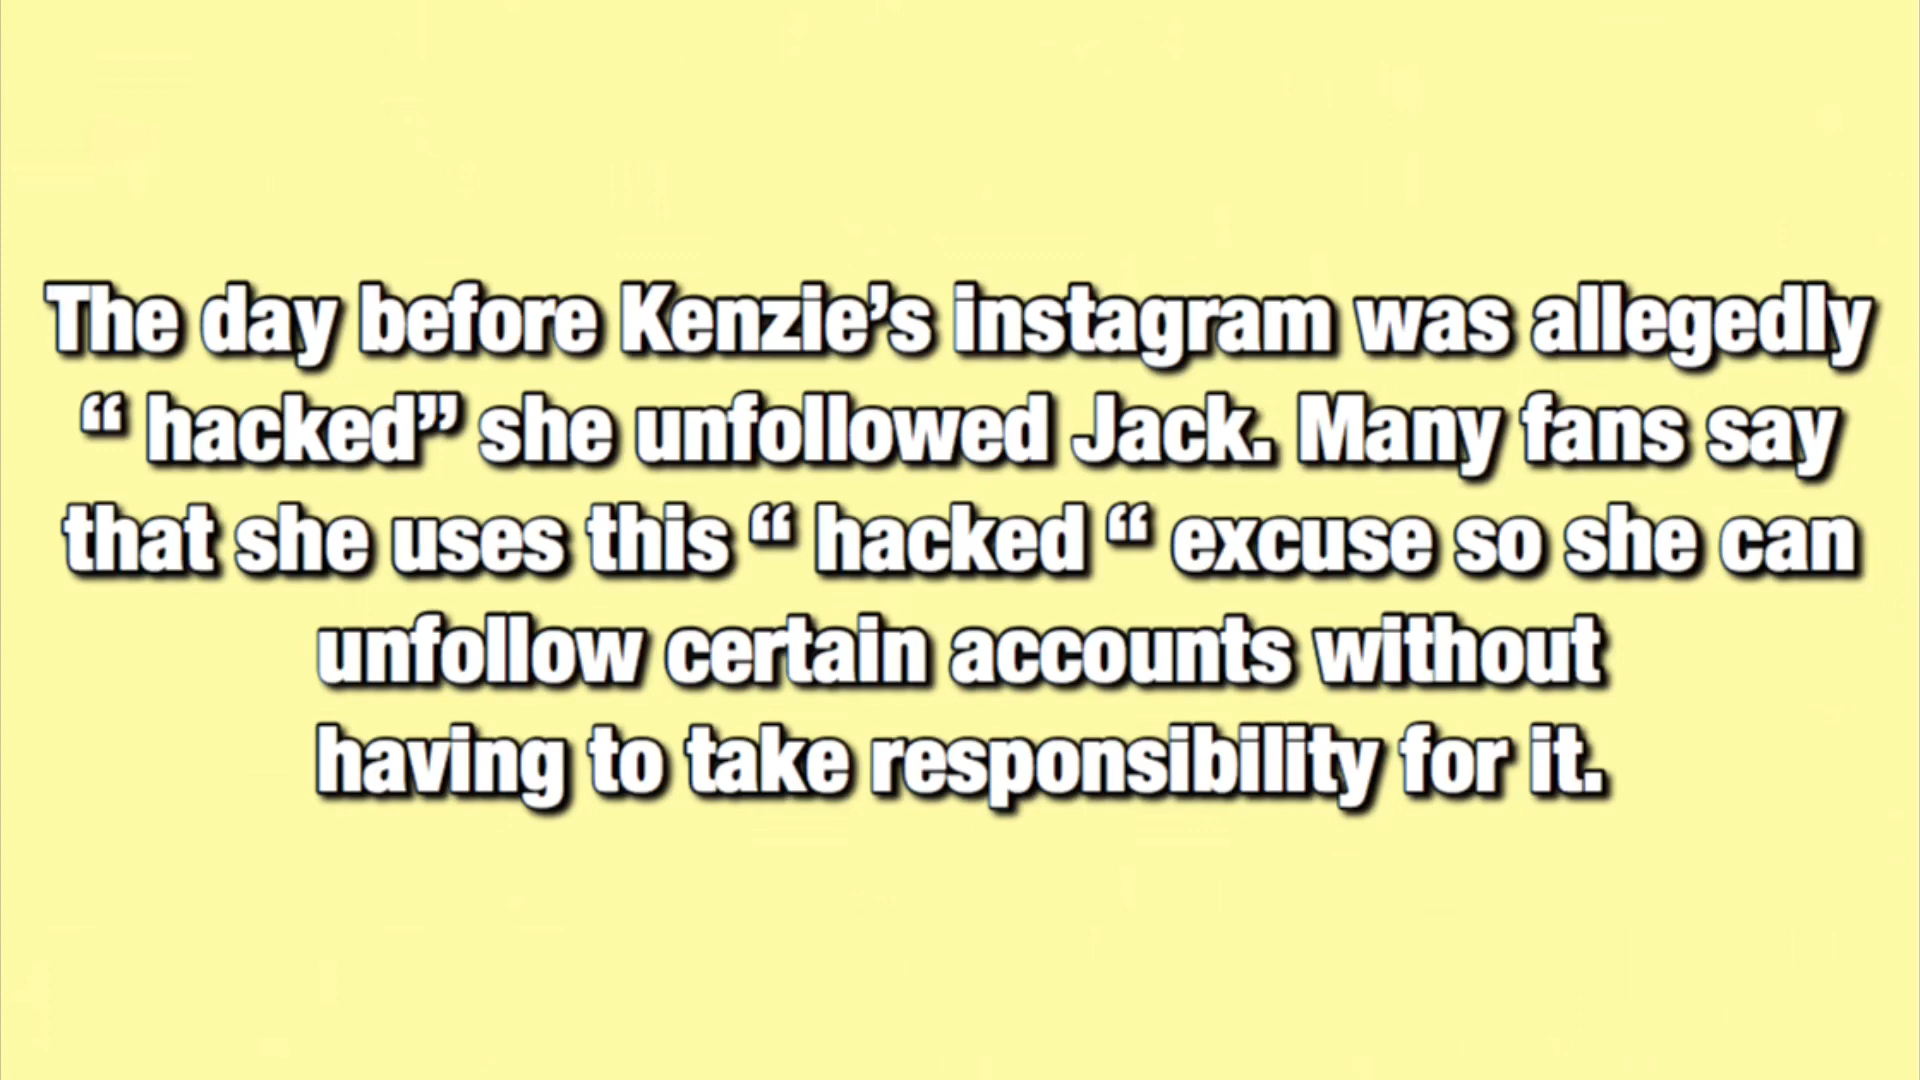 The day before Kenzie’s instagram was allegedly
“ hacked” she unfollowed Jack. Many fans say
that she uses this “ hacked “ excuse so she can
unfollow certain accounts without
having to take responsibility for it.